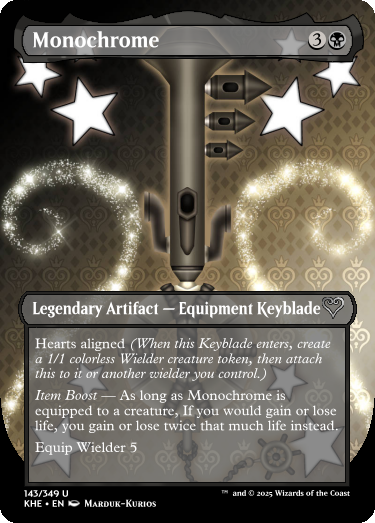 Monochrome 3
Legendary Artifact — Equipment Keyblade
Hearts aligned (When this Keyblade enters, create
a 1/1 colorless Wielder creature token, then attach
this to it or another wielder you control.)
Item Boost — As long as Monochrome is
equipped to a creature, If you would gain or lose
life, you gain or lose twice that much life instead.
Equip Wielder 5
143/349 U
KHE • EN Marduk-Kurios
™ and © 2025 Wizards of the Coast